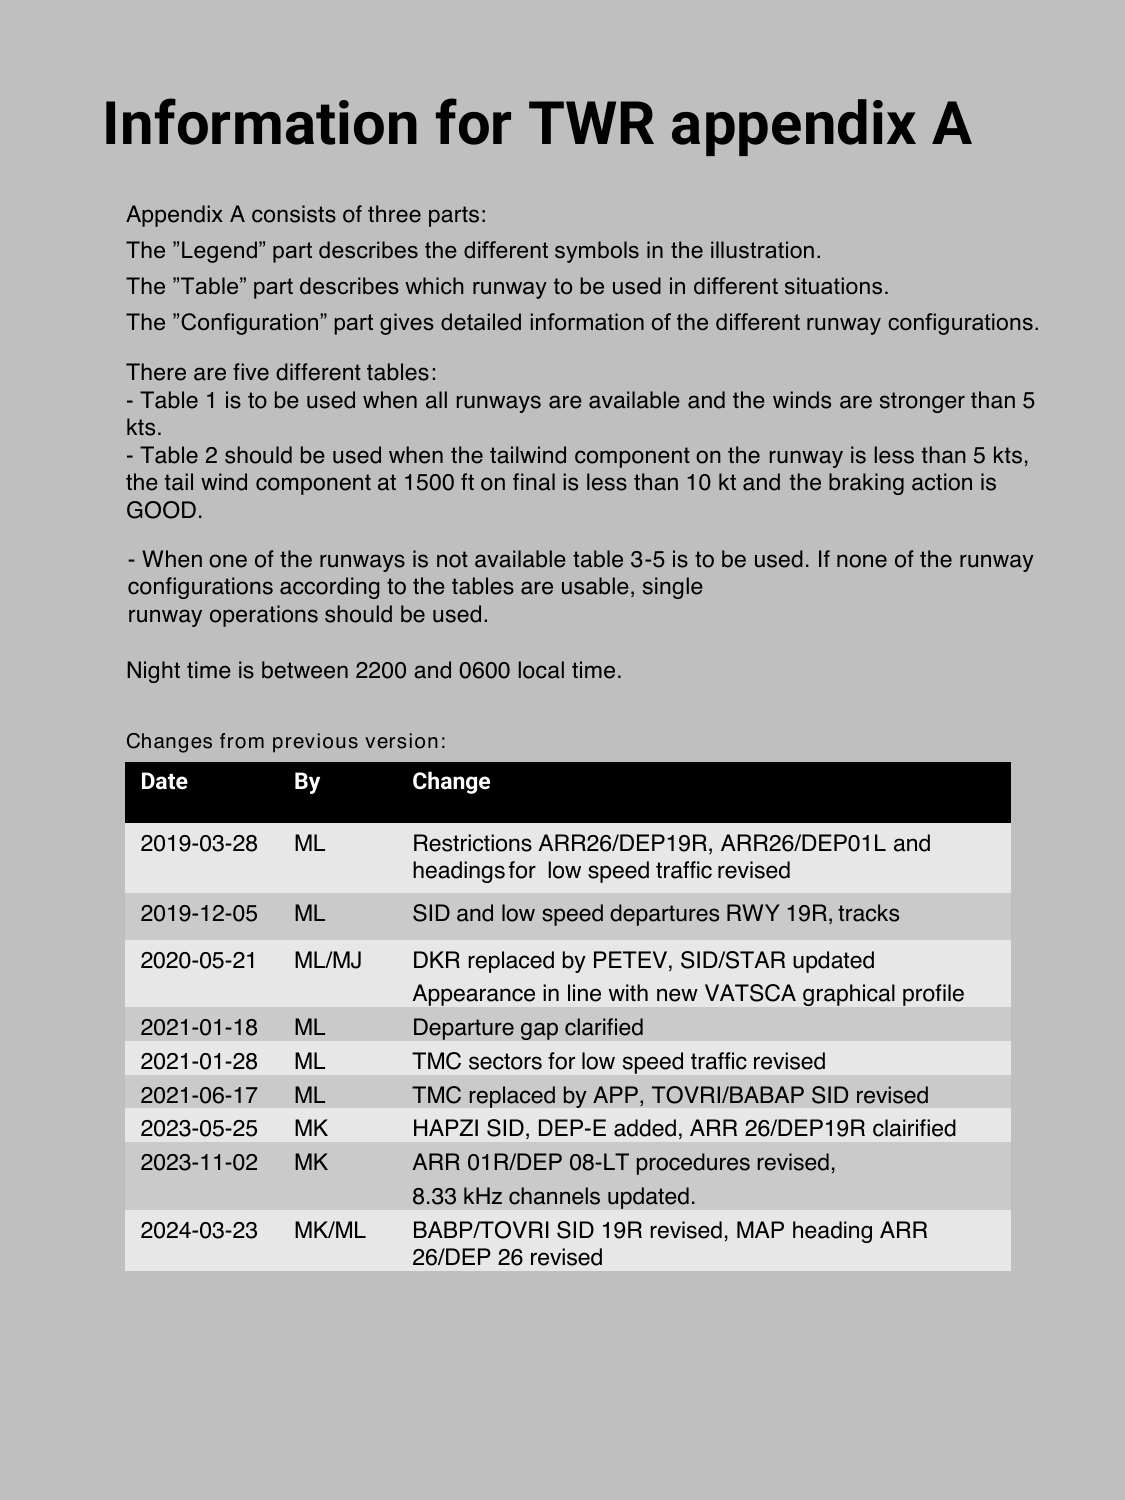 Information for TWR appendix A
Appendix A consists of three parts:
The ”Legend” part describes the different symbols in the illustration.
The ”Table” part describes which runway to be used in different situations.
The ”Configuration” part gives detailed information of the different runway configurations.
There are five different tables:
- Table 1 is to be used when all runways are available and the winds are stronger than 5
kts.
- Table 2 should be used when the tailwind component on the runway is less than 5 kts,
the tail wind component at 1500 ft on final is less than 10 kt and the braking action is
GOOD.
- When one of the runways is not available table 3-5 is to be used. If none of the runway
configurations according to the tables are usable, single
runway operations should be used.
Night time is between 2200 and 0600 local time.
Changes from previous version:
Date By Change
2019-03-28 ML Restrictions ARR26/DEP19R, ARR26/DEP01L and
headings for low speed traffic revised
2019-12-05 ML SID and low speed departures RWY 19R, tracks
2020-05-21 ML/MJ DKR replaced by PETEV, SID/STAR updated
Appearance in line with new VATSCA graphical profile
2021-01-18 ML Departure gap clarified
2021-01-28 ML TMC sectors for low speed traffic revised
2021-06-17 ML TMC replaced by APP, TOVRI/BABAP SID revised
2023-05-25 MK HAPZI SID, DEP-E added, ARR 26/DEP19R clairified
2023-11-02 MK ARR 01R/DEP 08-LT procedures revised,
8.33 kHz channels updated.
2024-03-23 MK/ML BABP/TOVRI SID 19R revised, MAP heading ARR
26/DEP 26 revised